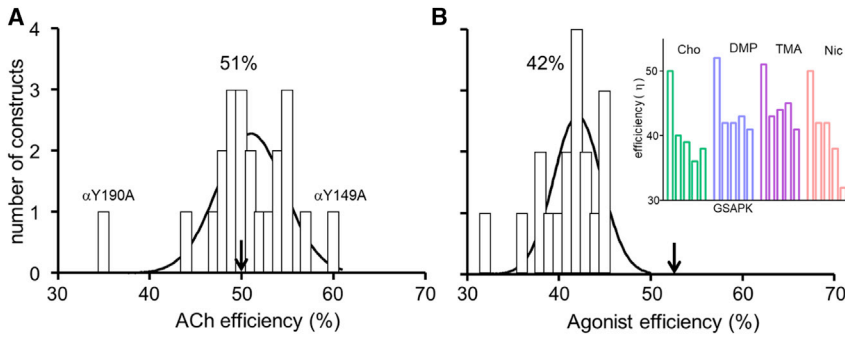 A
4
3
2
1
0
number of constructs
51%
αY190A
αY149A
30 40 50 60 70
ACh efficiency (%)
B
42%
30 40 50 60 70
Agonist efficiency (%)
Cho DMP TMA Nic
50
40
30
efficiciency ( η)
GSAPK